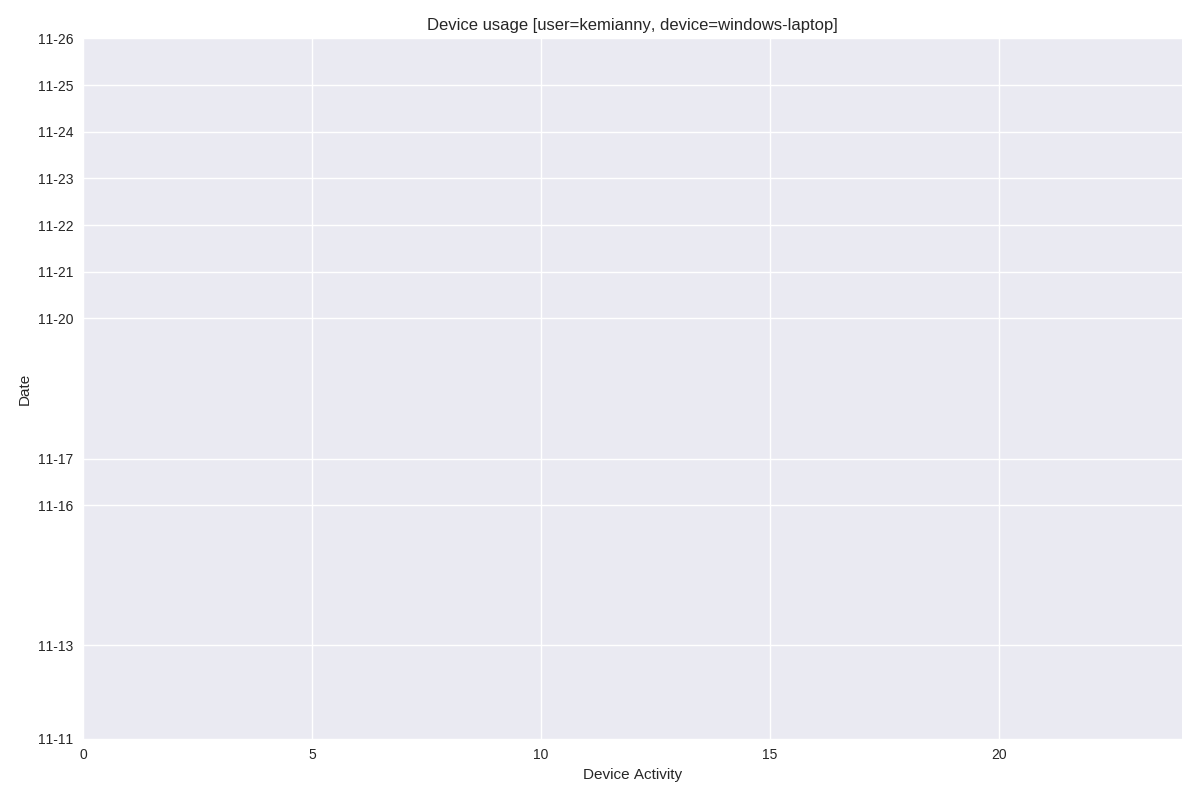 Device usage [user=kemianny, device=windows-laptop]
11-26
11-25
11-24
11-23
11-22
11-21
11-20
Date
11-17
11-16
11-13
11-11
0 5 10 15 20
Device Activity